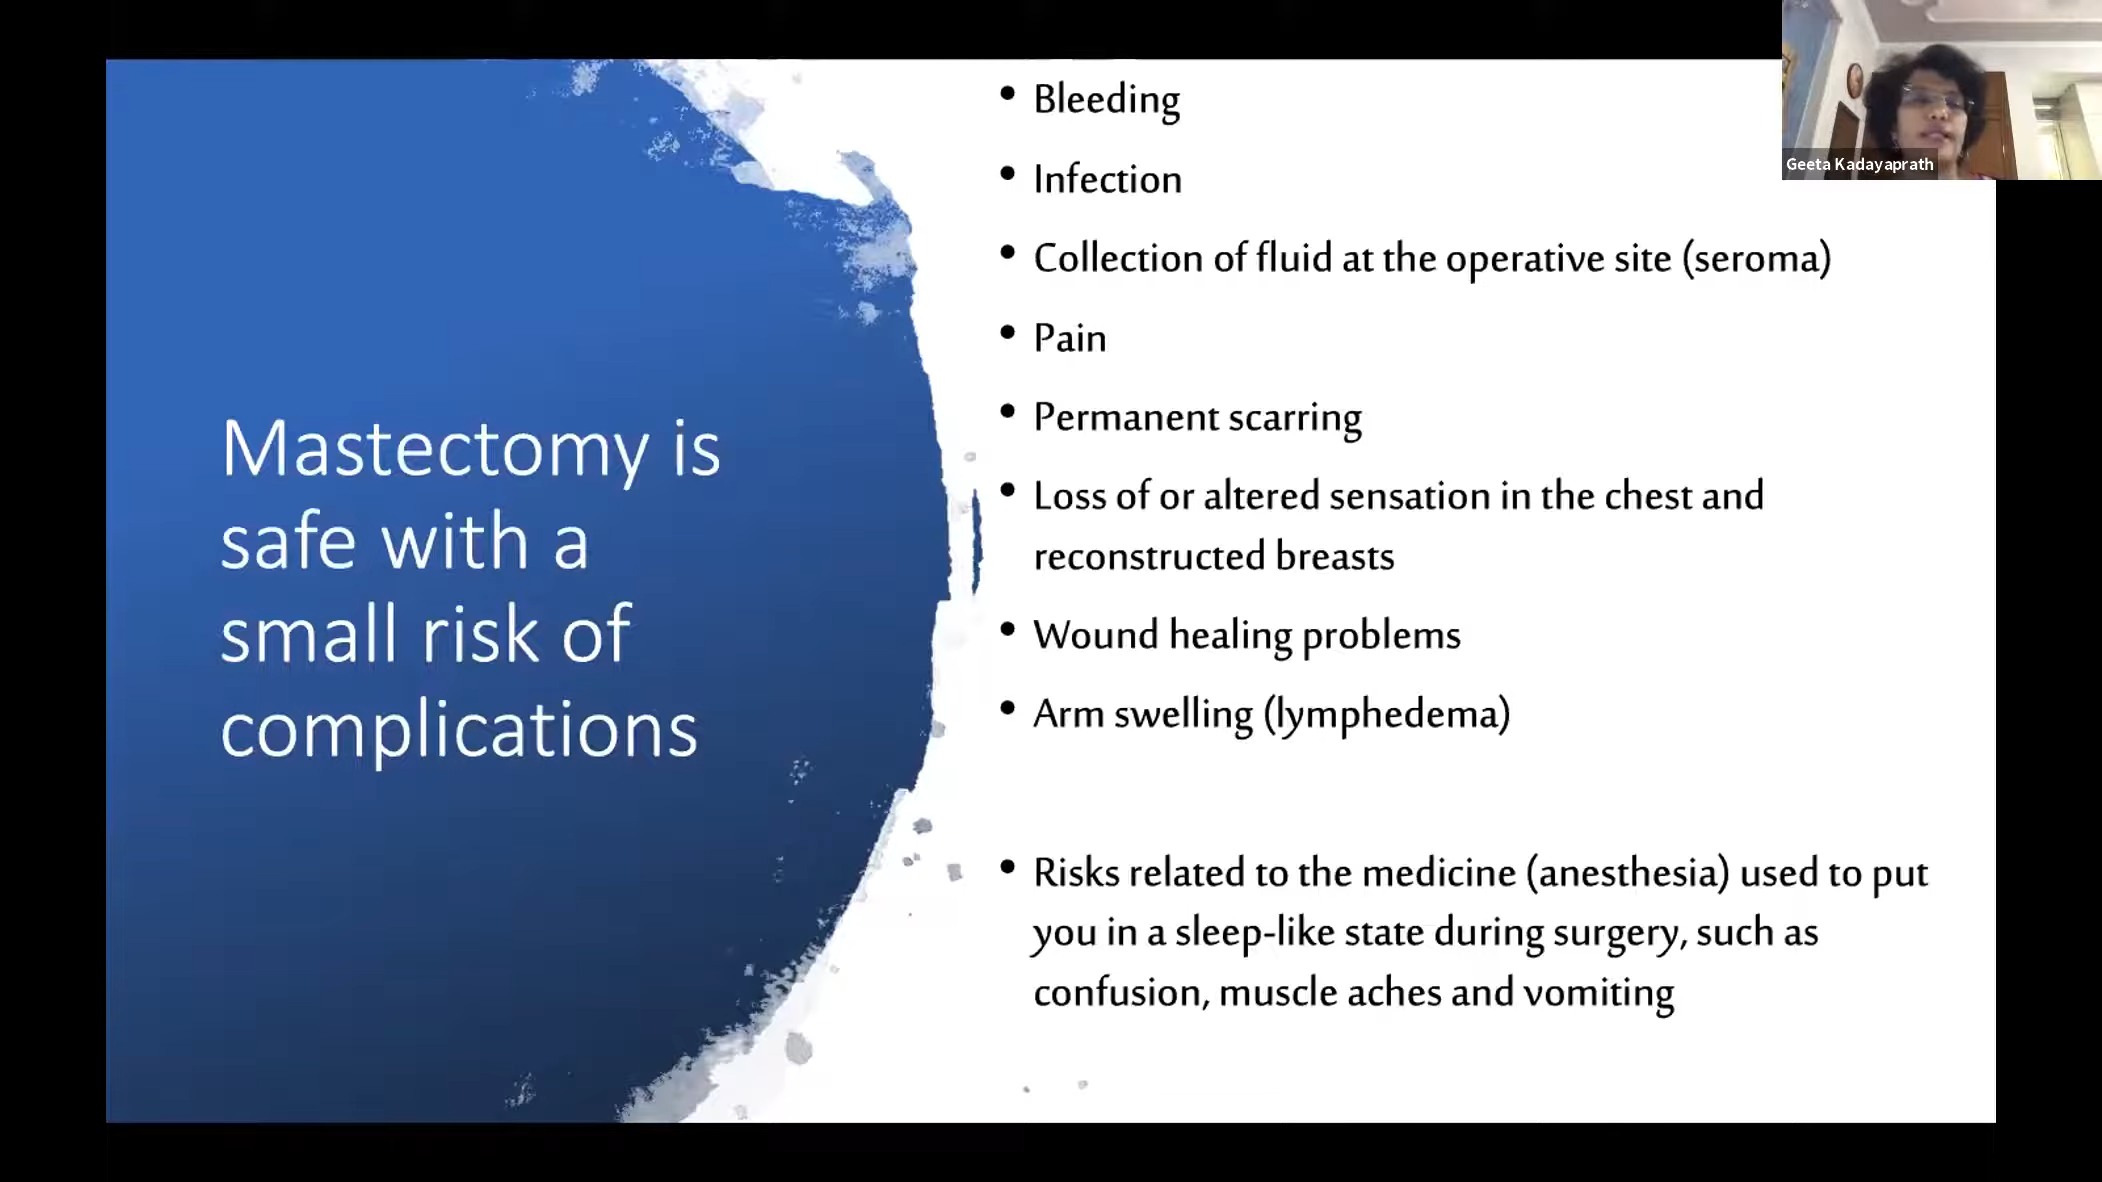 Mastectomy is
safe with a
small risk of
complications
• Bleeding
• Infection
• Collection of fluid at the operative site (seroma)
• Pain
• Permanent scarring
• Loss of or altered sensation in the chest and
reconstructed breasts
• Wound healing problems
• Arm swelling (lymphedema)
• Risks related to the medicine (anesthesia) used to put
you in a sleep-like state during surgery, such as
confusion, muscle aches and vomiting
Geeta Kadayaprath